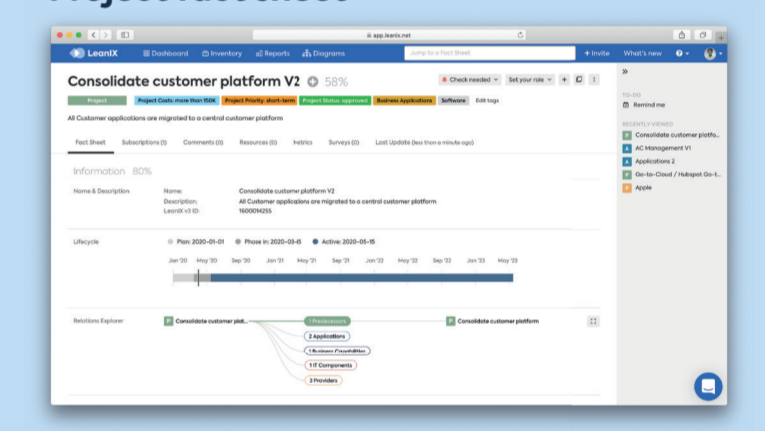 app.leanix.net
LeanIX Dashboard Inventory Reports Diagrams Jump to a Fact Sheet + Invite What's new
Consolidate customer platform V2 58% Check needed Set your role
Project Project Costs: more than 150K Project Priority: short-term Project Status: approved Business Applications Software Edit tags
All Customer applications are migrated to a central customer platform
Fact Sheet Subscriptions (1) Comments (0) Resources (0) Metrics Surveys (0) Last Update (less than a minute ago)
Information 80%
Name & Description Name: Consolidate customer platform V2
Description: All Customer applications are migrated to a central customer platform
LeanIX v3 ID: 1600014255
Lifecycle Plan: 2020-01-01 Phase in: 2020-03-15 Active: 2020-05-15
Jan '20 May '20 Sep '20 Jan '21 May '21 Sep '21 Jan '22 May '22 Sep '22 Jan '23 May '23
Relations Explorer P Consolidate customer plat... 1 Predecessors P Consolidate customer platform
2 Applications
1 Business Capabilities
1 IT Components
3 Providers
TO-DO
Remind me
RECENTLY VIEWED
P Consolidate customer platfo...
A AC Management V1
A Applications 2
P Go-to-Cloud / Hubspot Go-t...
P Apple